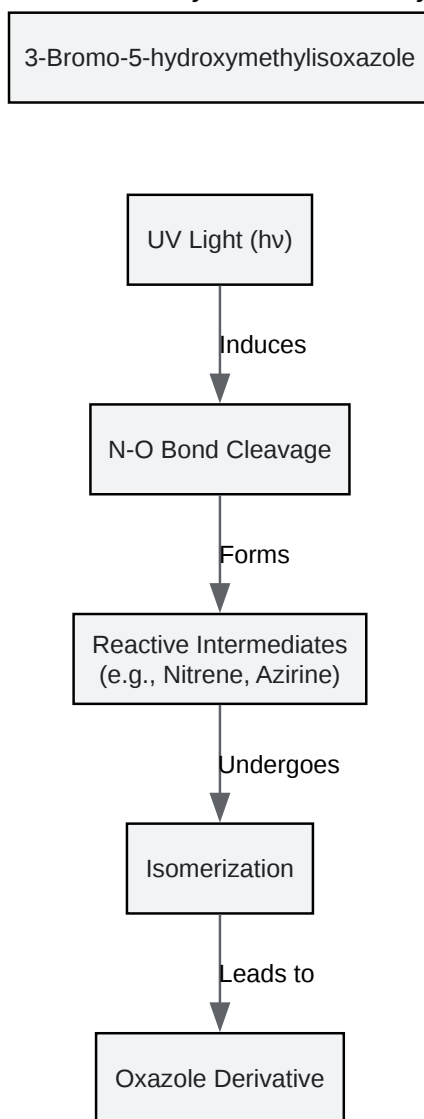 3-Bromo-5-hydroxymethylisoxazole
UV Light (hν)
Induces
N-O Bond Cleavage
Forms
Reactive Intermediates
(e.g., Nitrene, Azirine)
Undergoes
Isomerization
Leads to
Oxazole Derivative